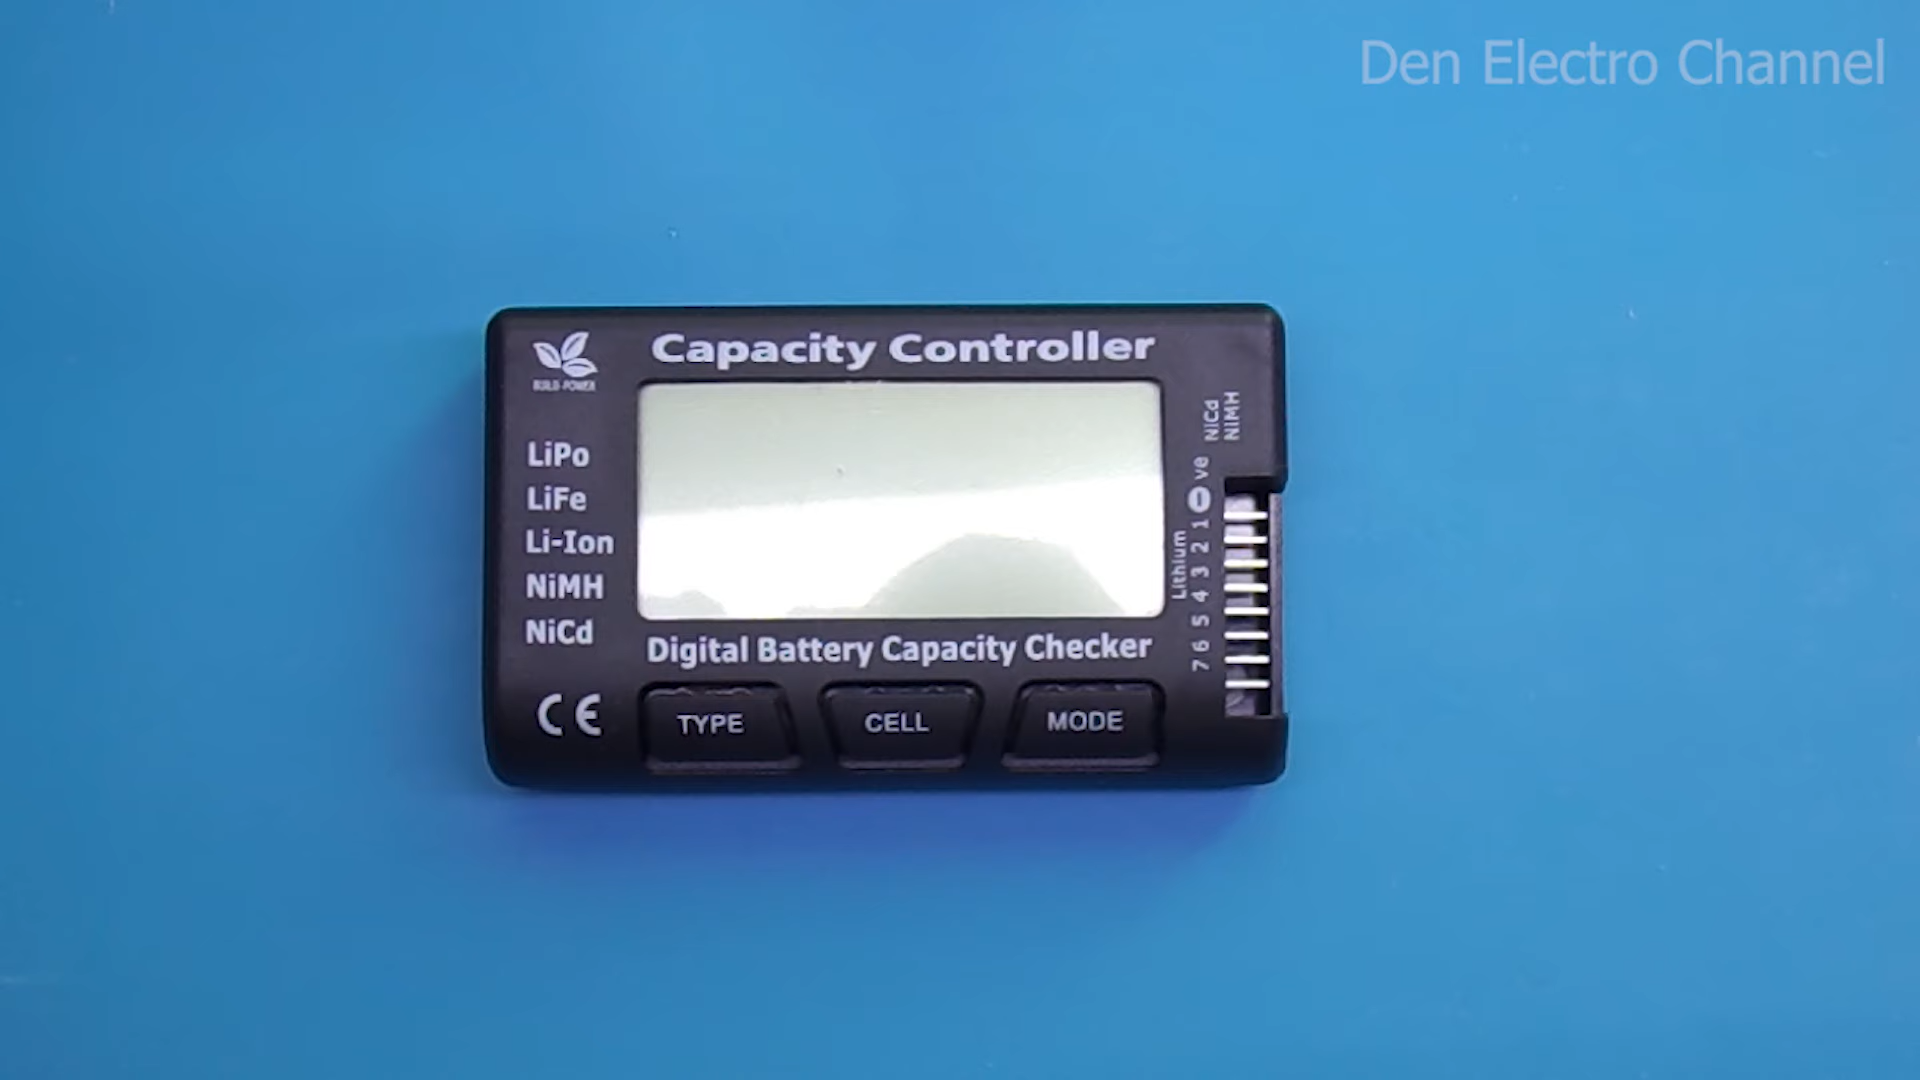 Den Electro Channel
Capacity Controller
BUILD-POWER
LiPo
LiFe
Li-Ion
NiMH
NiCd
Digital Battery Capacity Checker
CE
TYPE
CELL
MODE
NiCd
NiMH
Lithium
7 6 5 4 3 2 1 - ve